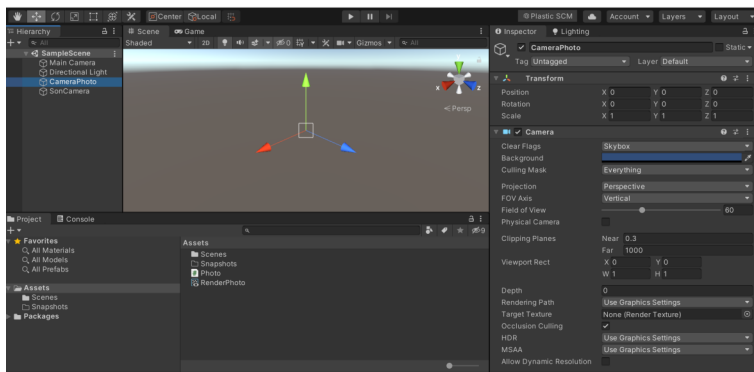 Center Local
Plastic SCM Account Layers Layout
Hierarchy
All
SampleScene
Main Camera
Directional Light
CameraPhoto
SonCamera
Scene Game
Shaded 2D 0 Gizmos All
x z
Persp
Project Console
9
Favorites
All Materials
All Models
All Prefabs
Assets
Scenes
Snapshots
Packages
Assets
Scenes
Snapshots
Photo
RenderPhoto
Inspector Lighting
CameraPhoto Static
Tag Untagged Layer Default
Transform
Position X 0 Y 0 Z 0
Rotation X 0 Y 0 Z 0
Scale X 1 Y 1 Z 1
Camera
Clear Flags Skybox
Background
Culling Mask Everything
Projection Perspective
FOV Axis Vertical
Field of View 60
Physical Camera
Clipping Planes Near 0.3
Far 1000
Viewport Rect X 0 Y 0
W 1 H 1
Depth 0
Rendering Path Use Graphics Settings
Target Texture None (Render Texture)
Occlusion Culling
HDR Use Graphics Settings
MSAA Use Graphics Settings
Allow Dynamic Resolution